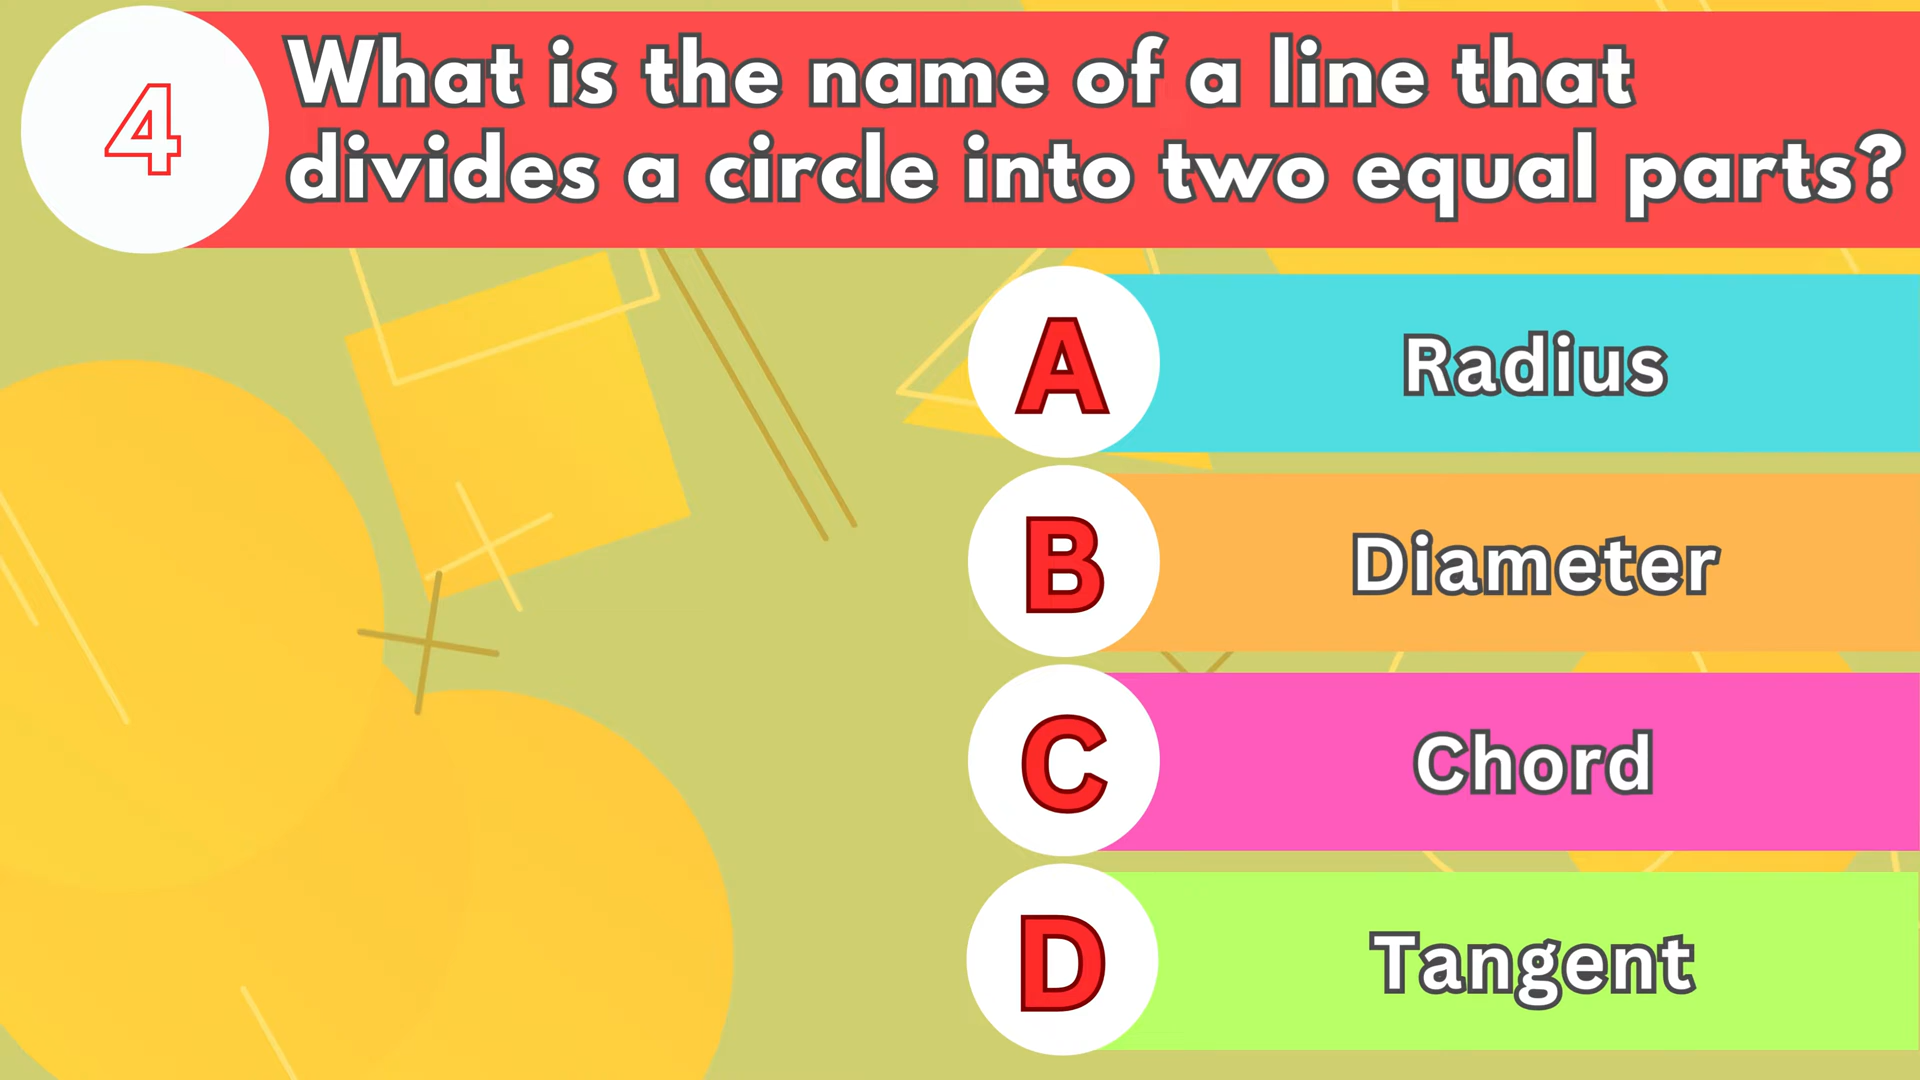 4
What is the name of a line that
divides a circle into two equal parts?
A
Radius
B
Diameter
C
Chord
D
Tangent